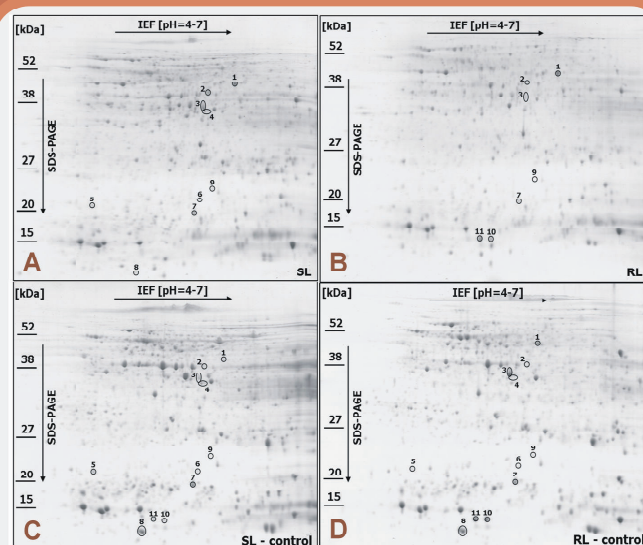 [kDa]
IEF [pH=4-7]
52
38
27
20
15
SDS-PAGE
1
2
3
4
5
6
7
8
9
A
SL
[kDa]
IEF [pH=4-7]
52
38
27
20
15
SDS-PAGE
1
2
3
9
7
11 10
B
RL
[kDa]
IEF [pH=4-7]
52
38
27
20
15
SDS-PAGE
1
2
3
4
9
5
6
7
11 10
8
C
SL - control
[kDa]
IEF [pH=4-7]
52
38
27
20
15
SDS-PAGE
1
2
3
4
9
5
6
11 10
8
D
RL - control